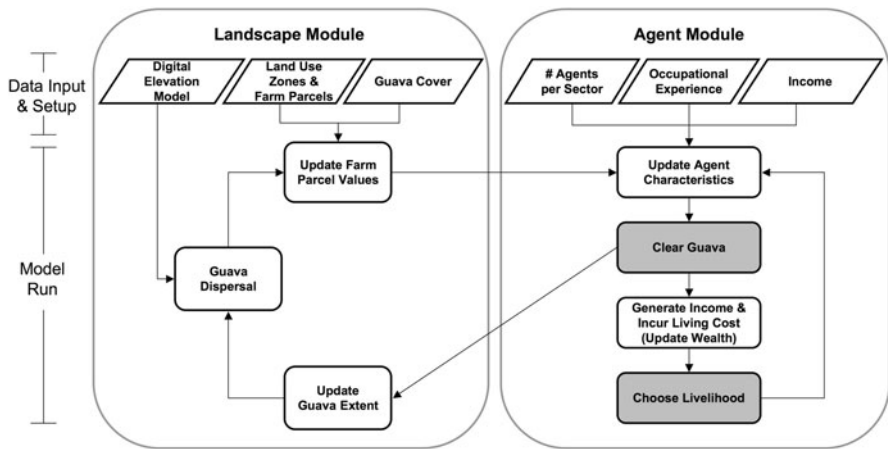 Landscape Module
Agent Module
Data Input
& Setup
Digital
Elevation
Model
Land Use
Zones &
Farm Parcels
Guava Cover
# Agents
per Sector
Occupational
Experience
Income
Update Farm
Parcel Values
Update Agent
Characteristics
Clear Guava
Model
Run
Guava
Dispersal
Generate Income &
Incur Living Cost
(Update Wealth)
Update
Guava Extent
Choose Livelihood